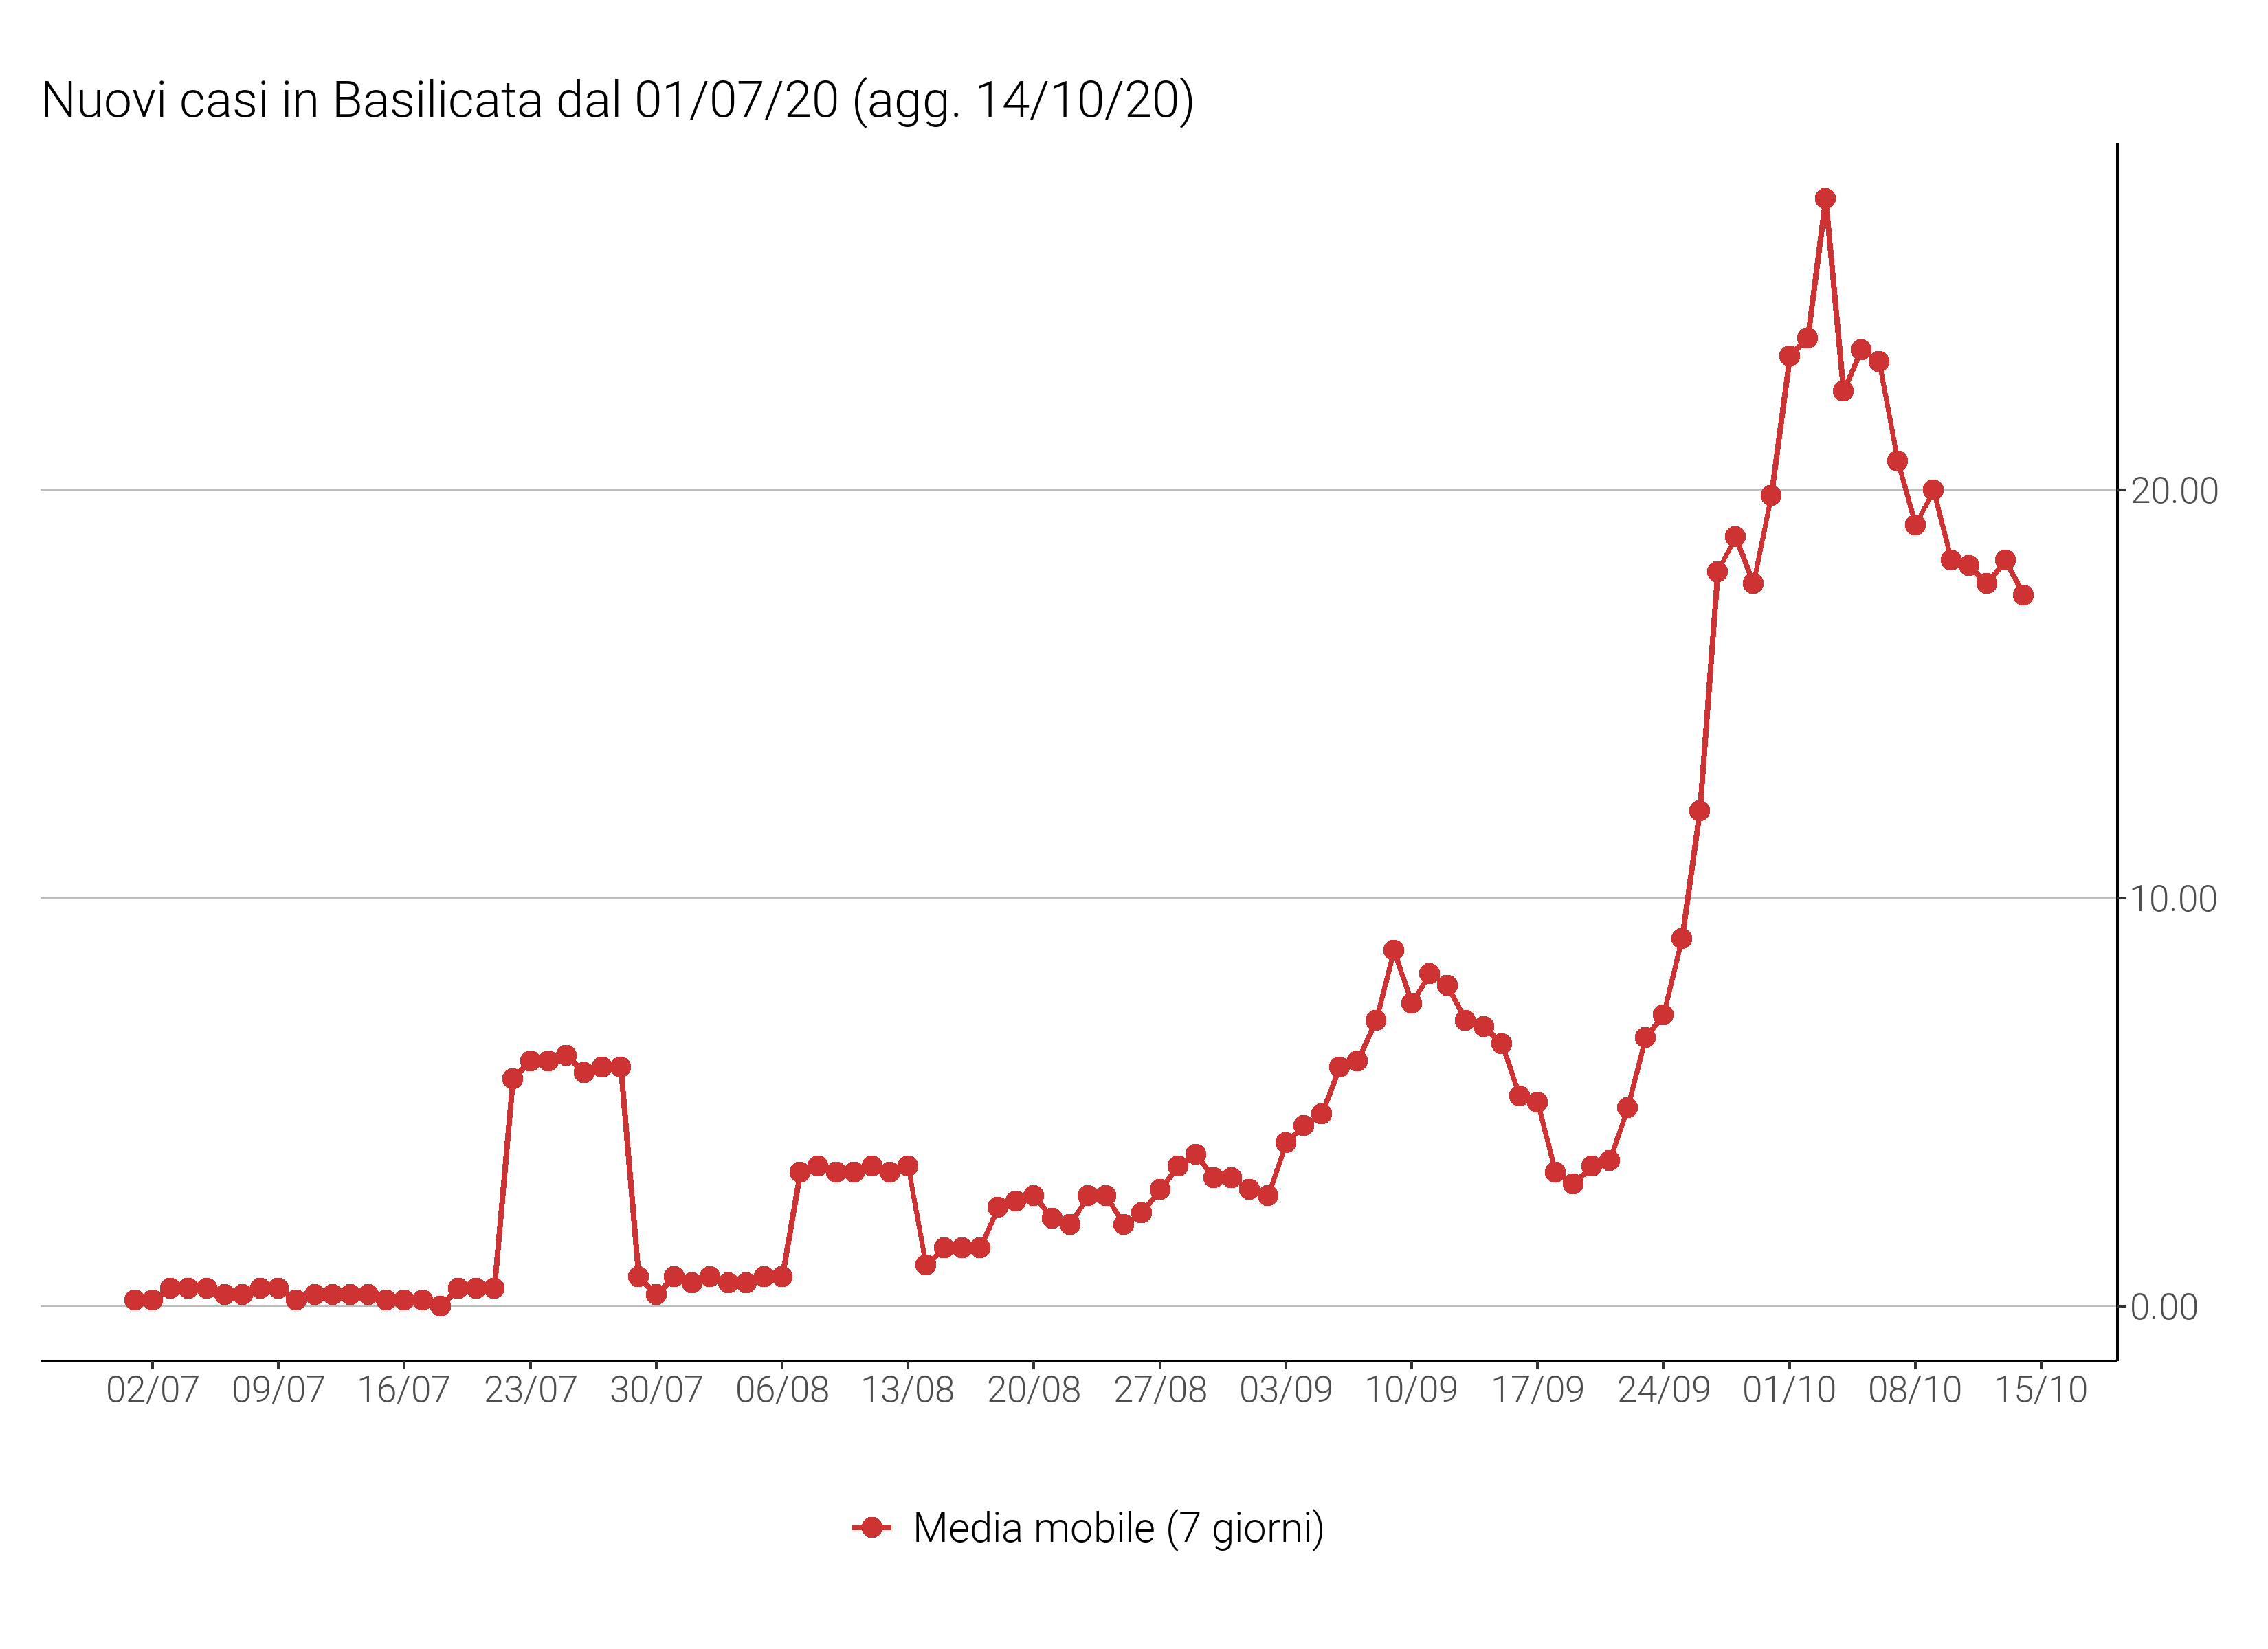 Nuovi casi in Basilicata dal 01/07/20 (agg. 14/10/20)
20.00
10.00
0.00
02/07 09/07 16/07 23/07 30/07 06/08 13/08 20/08 27/08 03/09 10/09 17/09 24/09 01/10 08/10 15/10
Media mobile (7 giorni)